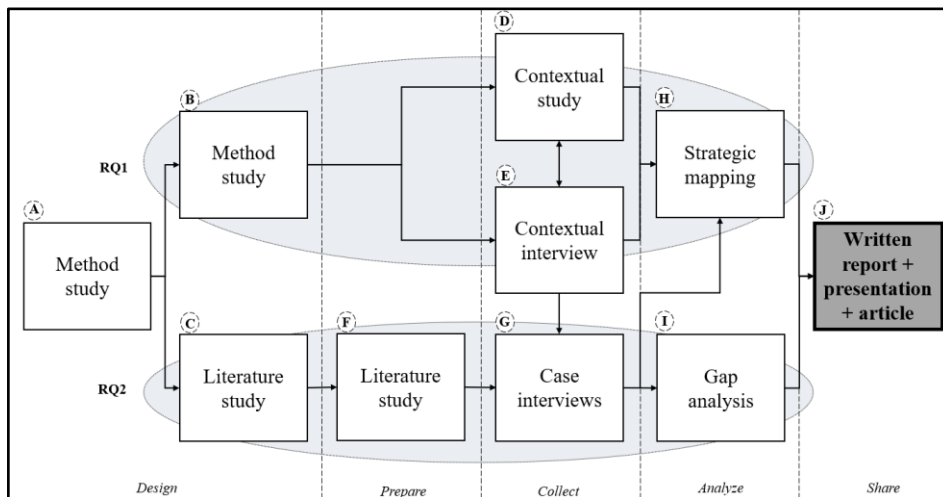 D
Contextual
study
B
Method
study
H
Strategic
mapping
RQ1
E
Contextual
interview
A
Method
study
J
Written
report +
presentation
+ article
C
Literature
study
F
Literature
study
G
Case
interviews
I
Gap
analysis
RQ2
Design
Prepare
Collect
Analyze
Share